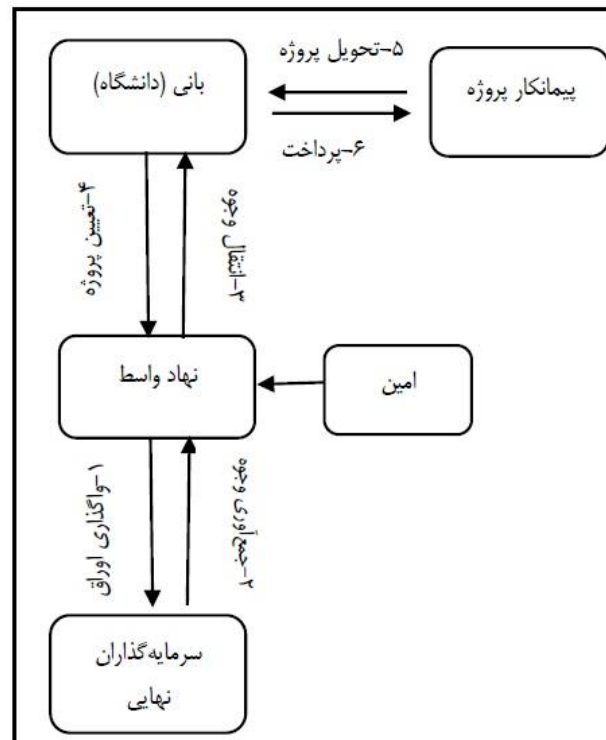 ۵-تحویل پروژه
پیمانکار پروژه
بانی (دانشگاه)
۶-پرداخت
۴-تعیین پروژه
۳-انتقال وجوه
نهاد واسط
امین
۱-واگذاری اوراق
۲-جمع‌آوری وجوه
سرمایه‌گذاران
نهایی